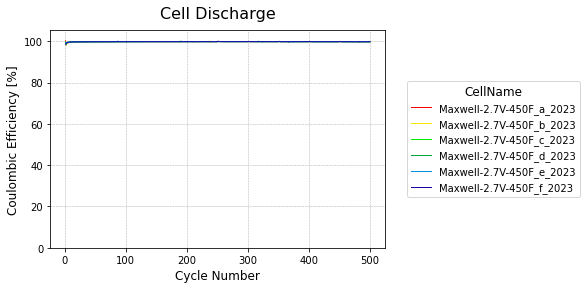 Cell Discharge
Coulombic Efficiency [%]
100
80
60
40
20
0
0 100 200 300 400 500
Cycle Number
CellName
Maxwell-2.7V-450F_a_2023
Maxwell-2.7V-450F_b_2023
Maxwell-2.7V-450F_c_2023
Maxwell-2.7V-450F_d_2023
Maxwell-2.7V-450F_e_2023
Maxwell-2.7V-450F_f_2023